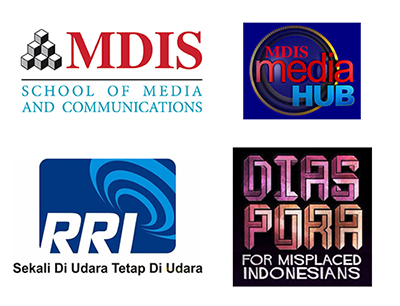 MDIS
SCHOOL OF MEDIA
AND COMMUNICATIONS
MDIS
media
HUB
RRI
Sekali Di Udara Tetap Di Udara
DIAS
PORA
FOR MISPLACED
INDONESIANS